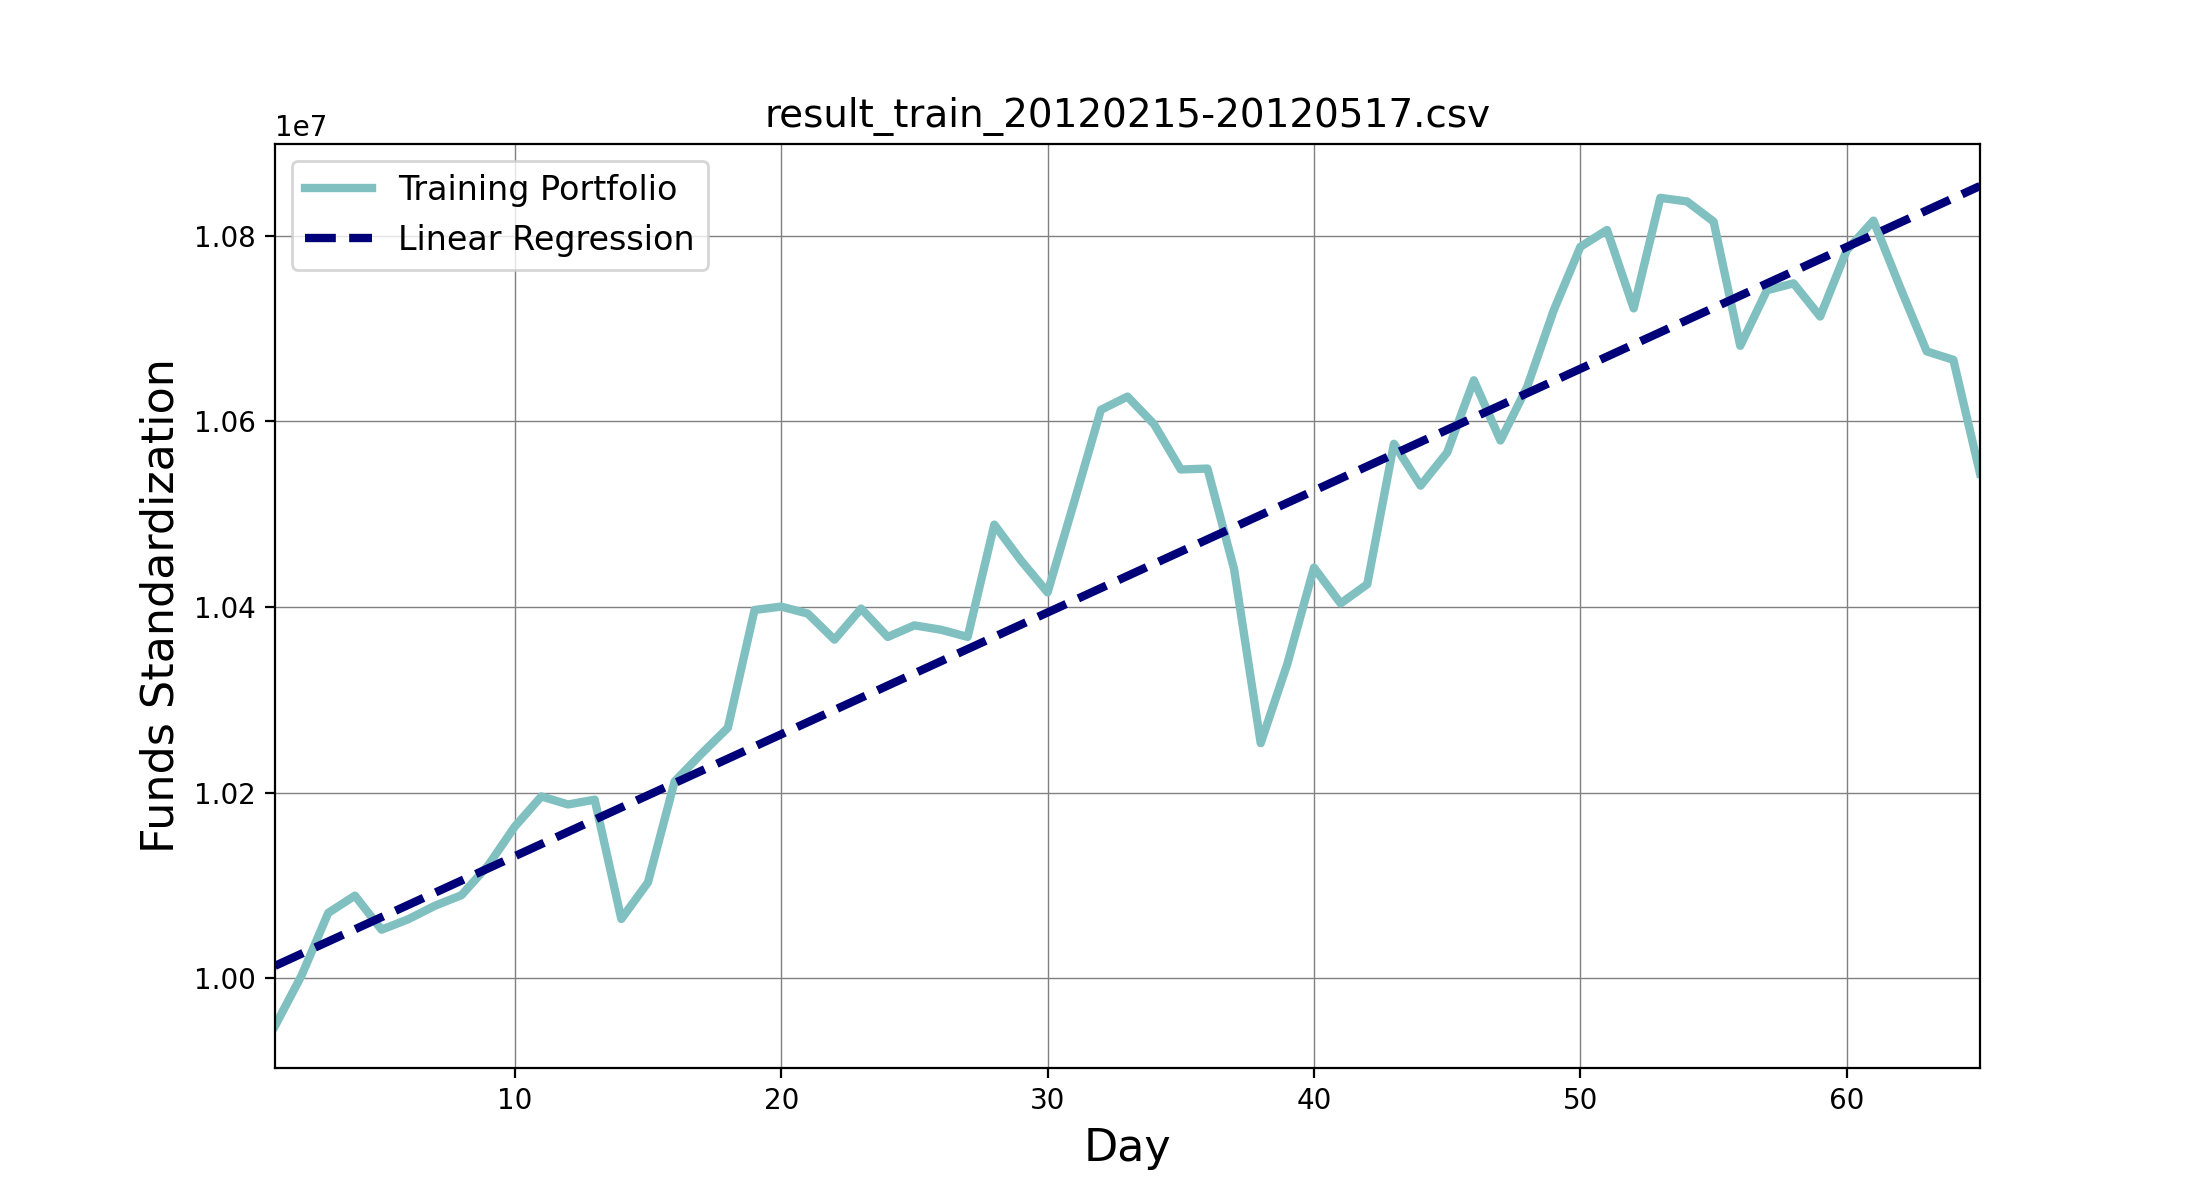 result_train_20120215-20120517.csv
1e7
Training Portfolio
Linear Regression
1.08
1.06
1.04
1.02
1.00
Funds Standardization
10 20 30 40 50 60
Day